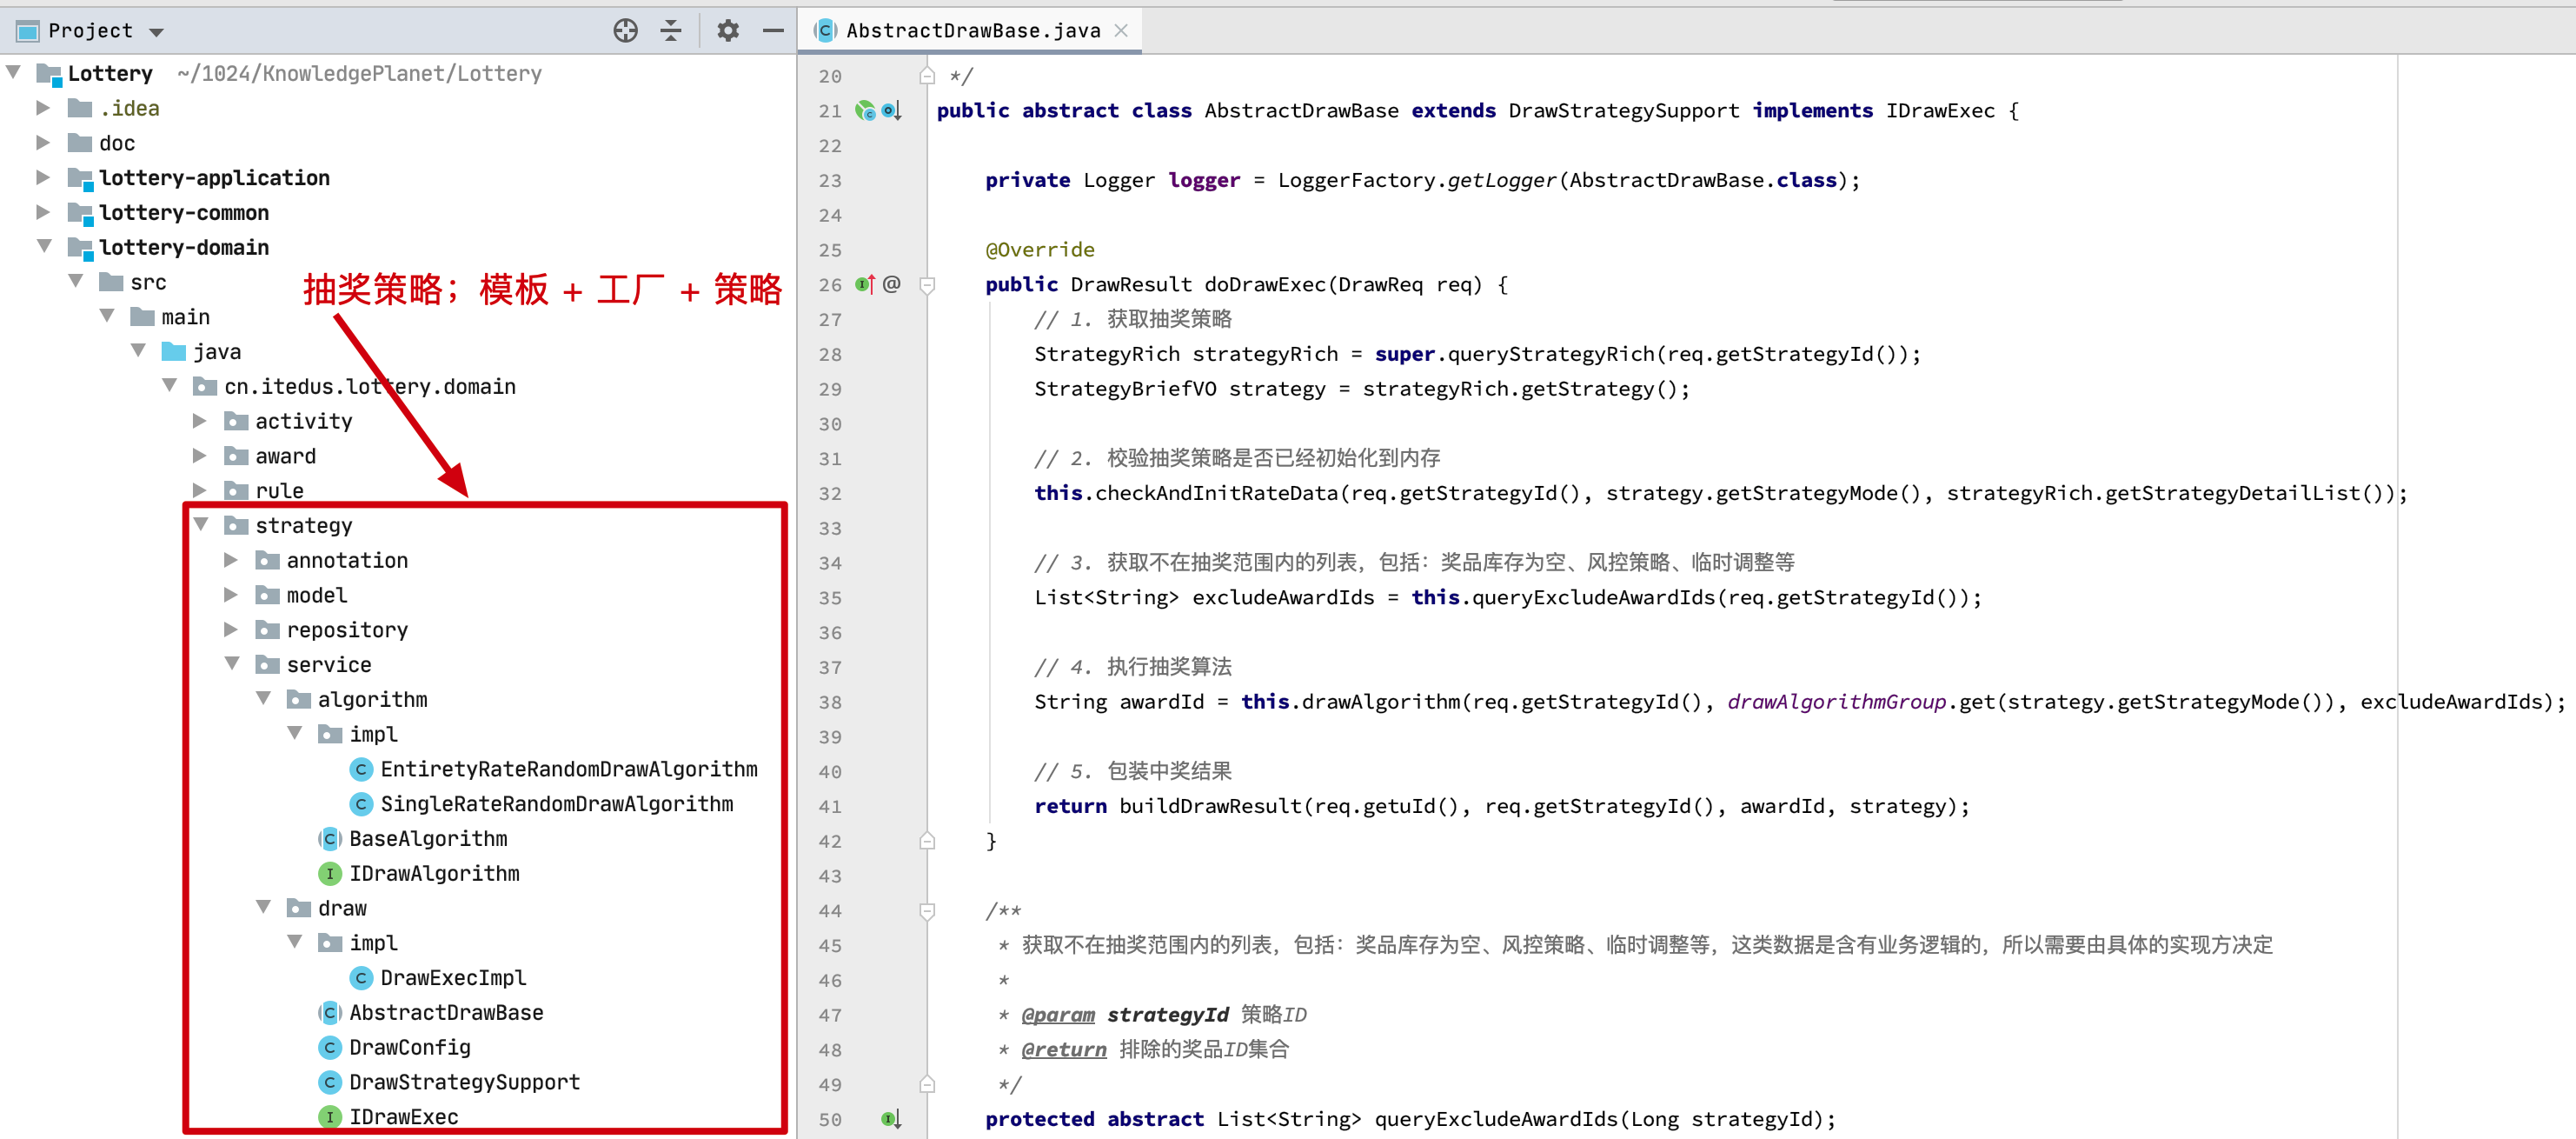 Project
Lottery ~/1024/KnowledgePlanet/Lottery
.idea
doc
lottery-application
lottery-common
lottery-domain
src
抽奖策略；模板 + 工厂 + 策略
main
java
cn.itedus.lottery.domain
activity
award
rule
strategy
annotation
model
repository
service
algorithm
impl
EntiretyRateRandomDrawAlgorithm
SingleRateRandomDrawAlgorithm
BaseAlgorithm
IDrawAlgorithm
draw
impl
DrawExecImpl
AbstractDrawBase
DrawConfig
DrawStrategySupport
IDrawExec
AbstractDrawBase.java
20 */
21 public abstract class AbstractDrawBase extends DrawStrategySupport implements IDrawExec {
22
23 private Logger logger = LoggerFactory.getLogger(AbstractDrawBase.class);
24
25 @Override
26 @ public DrawResult doDrawExec(DrawReq req) {
27 // 1. 获取抽奖策略
28 StrategyRich strategyRich = super.queryStrategyRich(req.getStrategyId());
29 StrategyBriefVO strategy = strategyRich.getStrategy();
30
31 // 2. 校验抽奖策略是否已经初始化到内存
32 this.checkAndInitRateData(req.getStrategyId(), strategy.getStrategyMode(), strategyRich.getStrategyDetailList());
33
34 // 3. 获取不在抽奖范围内的列表，包括：奖品库存为空、风控策略、临时调整等
35 List<String> excludeAwardIds = this.queryExcludeAwardIds(req.getStrategyId());
36
37 // 4. 执行抽奖算法
38 String awardId = this.drawAlgorithm(req.getStrategyId(), drawAlgorithmGroup.get(strategy.getStrategyMode()), excludeAwardIds);
39
40 // 5. 包装中奖结果
41 return buildDrawResult(req.getuId(), req.getStrategyId(), awardId, strategy);
42 }
43
44 /**
45 * 获取不在抽奖范围内的列表，包括：奖品库存为空、风控策略、临时调整等，这类数据是含有业务逻辑的，所以需要由具体的实现方决定
46 *
47 * @param strategyId 策略ID
48 * @return 排除的奖品ID集合
49 */
50 protected abstract List<String> queryExcludeAwardIds(Long strategyId);